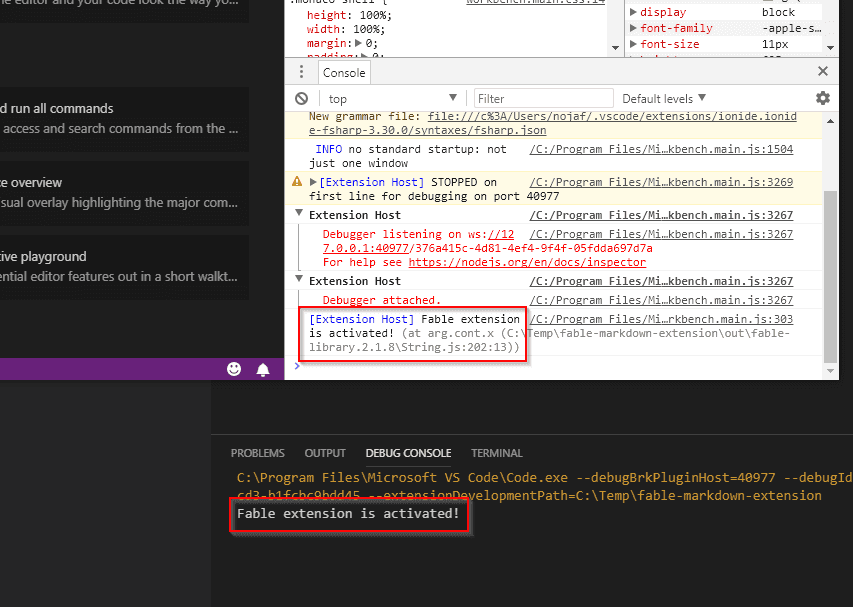 .monaco-shell {
height: 100%;
width: 100%;
margin: 0;
display block
font-family -apple-s…
font-size 11px
the editor and your code look the way yo…
d run all commands
access and search commands from the ...
ce overview
sual overlay highlighting the major com...
tive playground
ential editor features out in a short walkt...
Console
top
Filter
Default levels
New grammar file: file:///c%3A/Users/nojaf/.vscode/extensions/ionide.ionid
e-fsharp-3.30.0/syntaxes/fsharp.json
INFO no standard startup: not /C:/Program Files/Mi…kbench.main.js:1504
just one window
[Extension Host] STOPPED on /C:/Program Files/Mi…kbench.main.js:3269
first line for debugging on port 40977
Extension Host /C:/Program Files/Mi…kbench.main.js:3267
Debugger listening on ws://12 /C:/Program Files/Mi…kbench.main.js:3267
7.0.0.1:40977/376a415c-4d81-4ef4-9f4f-05fdda697d7a
For help see https://nodejs.org/en/docs/inspector
Extension Host /C:/Program Files/Mi…kbench.main.js:3267
Debugger attached. /C:/Program Files/Mi…kbench.main.js:3267
[Extension Host] Fable extension /C:/Program Files/Mi…rkbench.main.js:303
is activated! (at arg.cont.x (C:\Temp\fable-markdown-extension\out\fable-
library.2.1.8\String.js:202:13))
PROBLEMS OUTPUT DEBUG CONSOLE TERMINAL
C:\Program Files\Microsoft VS Code\Code.exe --debugBrkPluginHost=40977 --debugId
cd3-b1fcbc9bdd45 --extensionDevelopmentPath=C:\Temp\fable-markdown-extension
Fable extension is activated!